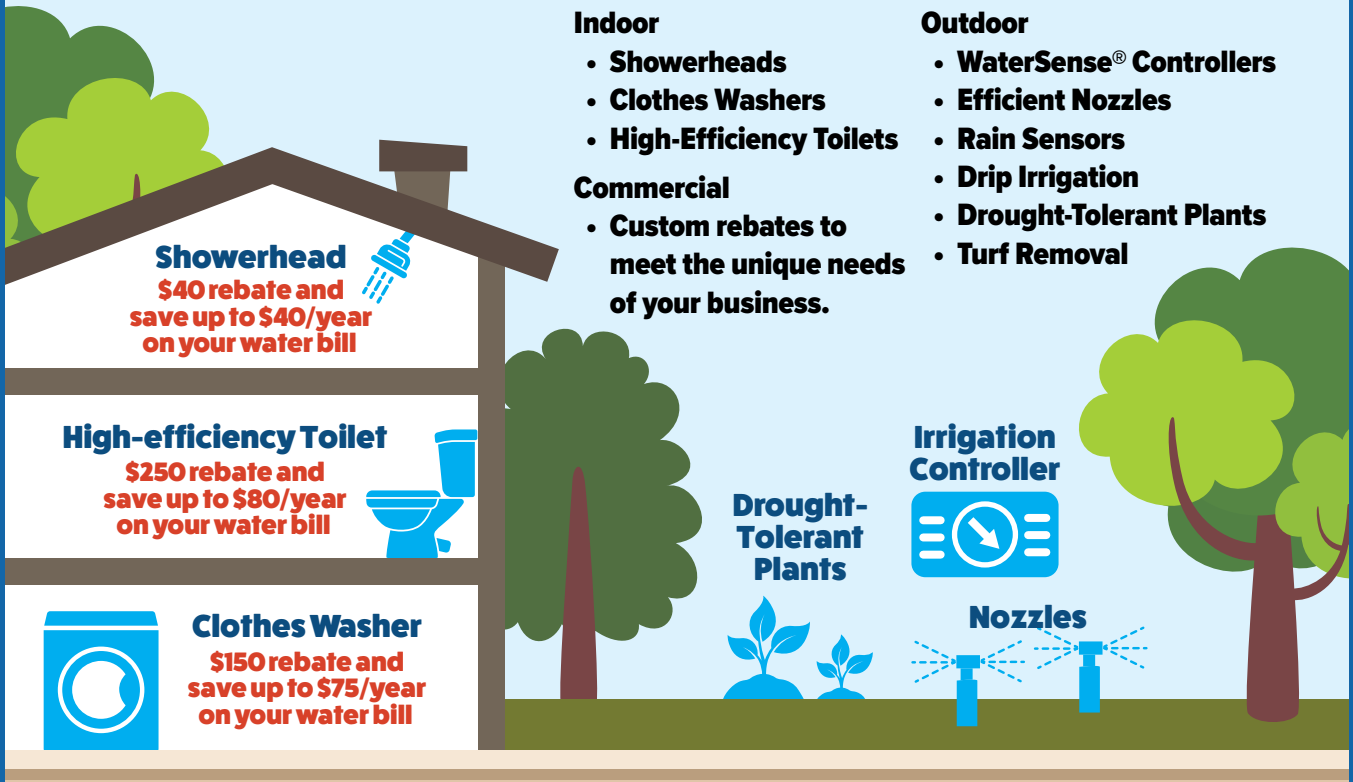 Indoor
• Showerheads
• Clothes Washers
• High-Efficiency Toilets
Commercial
• Custom rebates to
meet the unique needs
of your business.
Outdoor
• WaterSense® Controllers
• Efficient Nozzles
• Rain Sensors
• Drip Irrigation
• Drought-Tolerant Plants
• Turf Removal
Showerhead
$40 rebate and
save up to $40/year
on your water bill
High-efficiency Toilet
$250 rebate and
save up to $80/year
on your water bill
Clothes Washer
$150 rebate and
save up to $75/year
on your water bill
Drought-
Tolerant
Plants
Irrigation
Controller
Nozzles